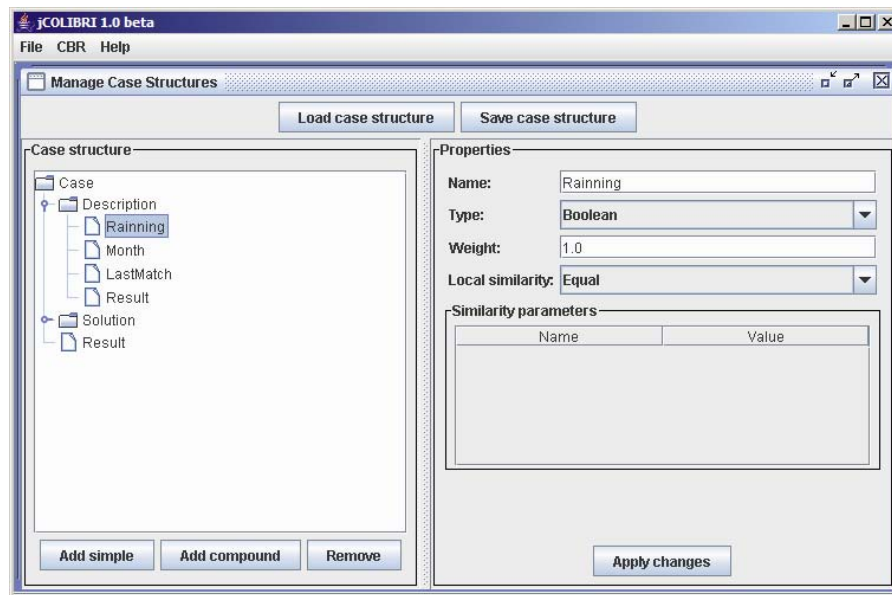 jCOLIBRI 1.0 beta
File CBR Help
Manage Case Structures
Load case structure Save case structure
Case structure
Case
Description
Rainning
Month
LastMatch
Result
Solution
Result
Add simple Add compound Remove
Properties
Name: Rainning
Type: Boolean
Weight: 1.0
Local similarity: Equal
Similarity parameters
Name Value
Apply changes